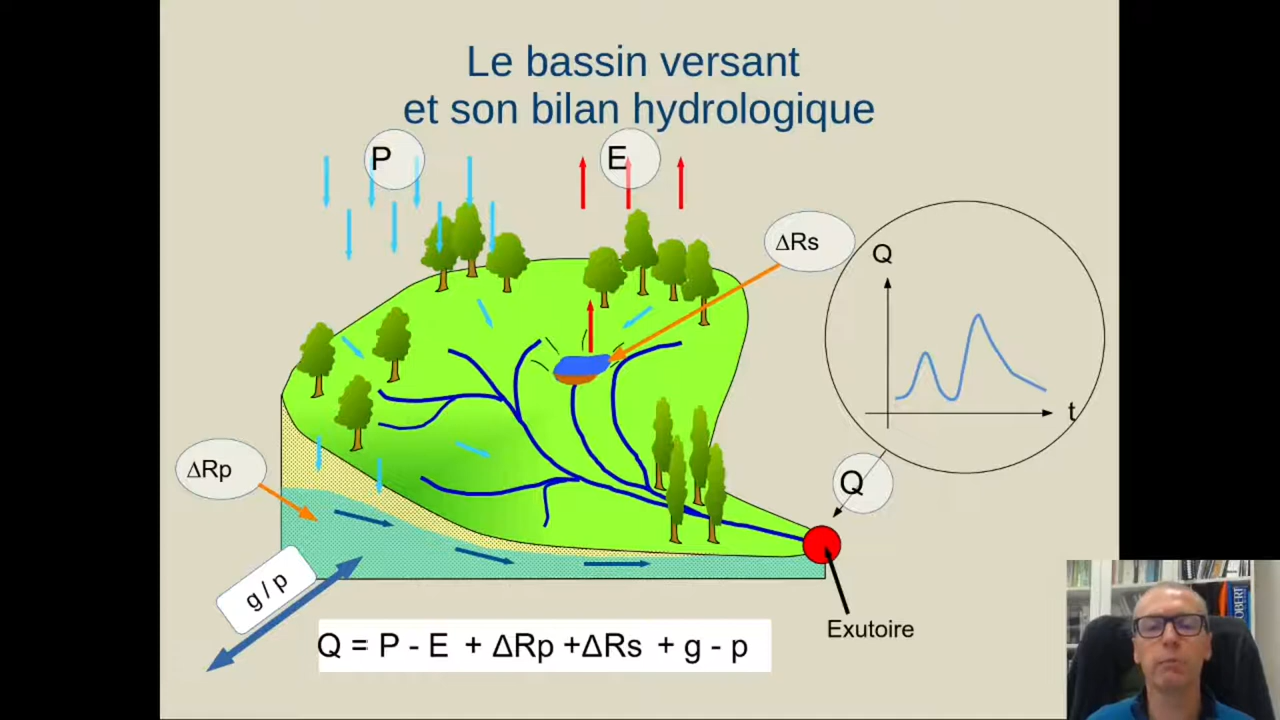 Le bassin versant
et son bilan hydrologique
P
E
ΔRs
Q
t
ΔRp
Q
g / p
Q = P - E + ΔRp +ΔRs + g - p
Exutoire